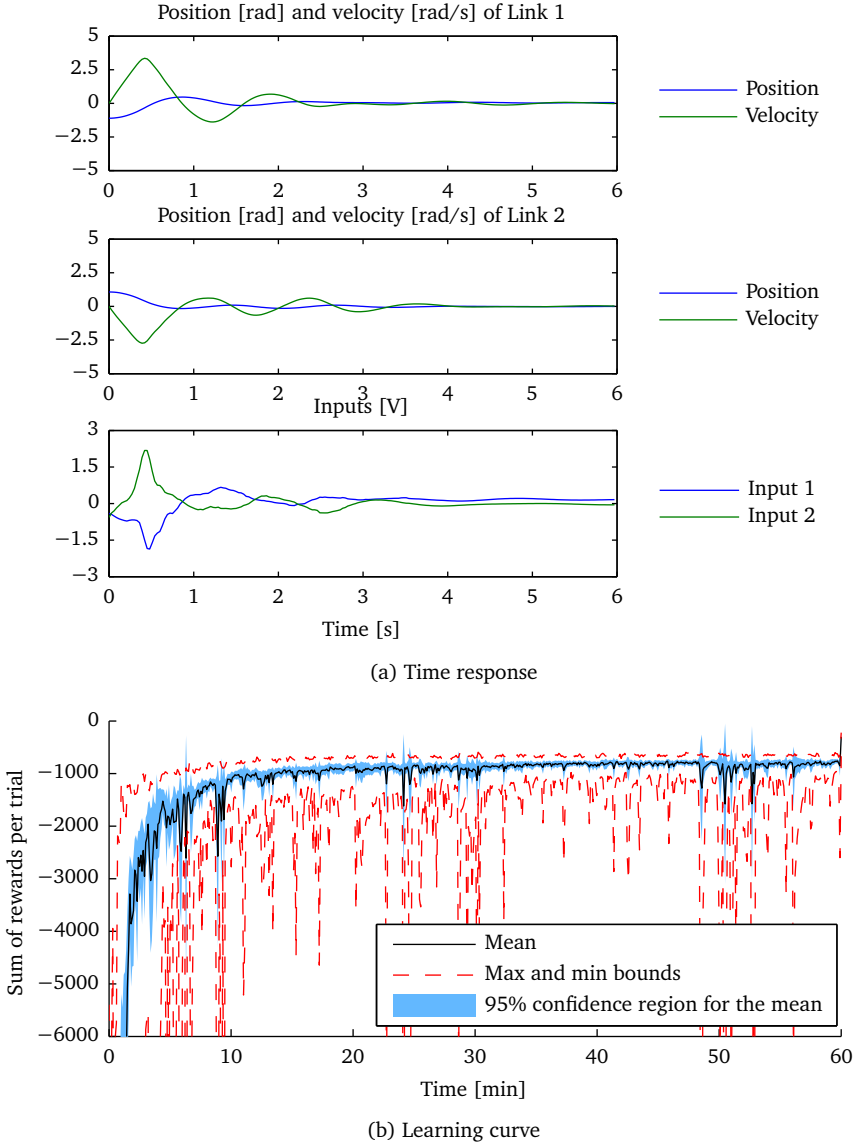 Position [rad] and velocity [rad/s] of Link 1
5
2.5
0
−2.5
−5
0 1 2 3 4 5 6
Position
Velocity
Position [rad] and velocity [rad/s] of Link 2
5
2.5
0
−2.5
−5
0 1 2 3 4 5 6
Position
Velocity
Inputs [V]
3
1.5
0
−1.5
−3
0 1 2 3 4 5 6
Input 1
Input 2
Time [s]
(a) Time response
0
−1000
−2000
−3000
−4000
−5000
−6000
Sum of rewards per trial
Mean
Max and min bounds
95% confidence region for the mean
0 10 20 30 40 50 60
Time [min]
(b) Learning curve